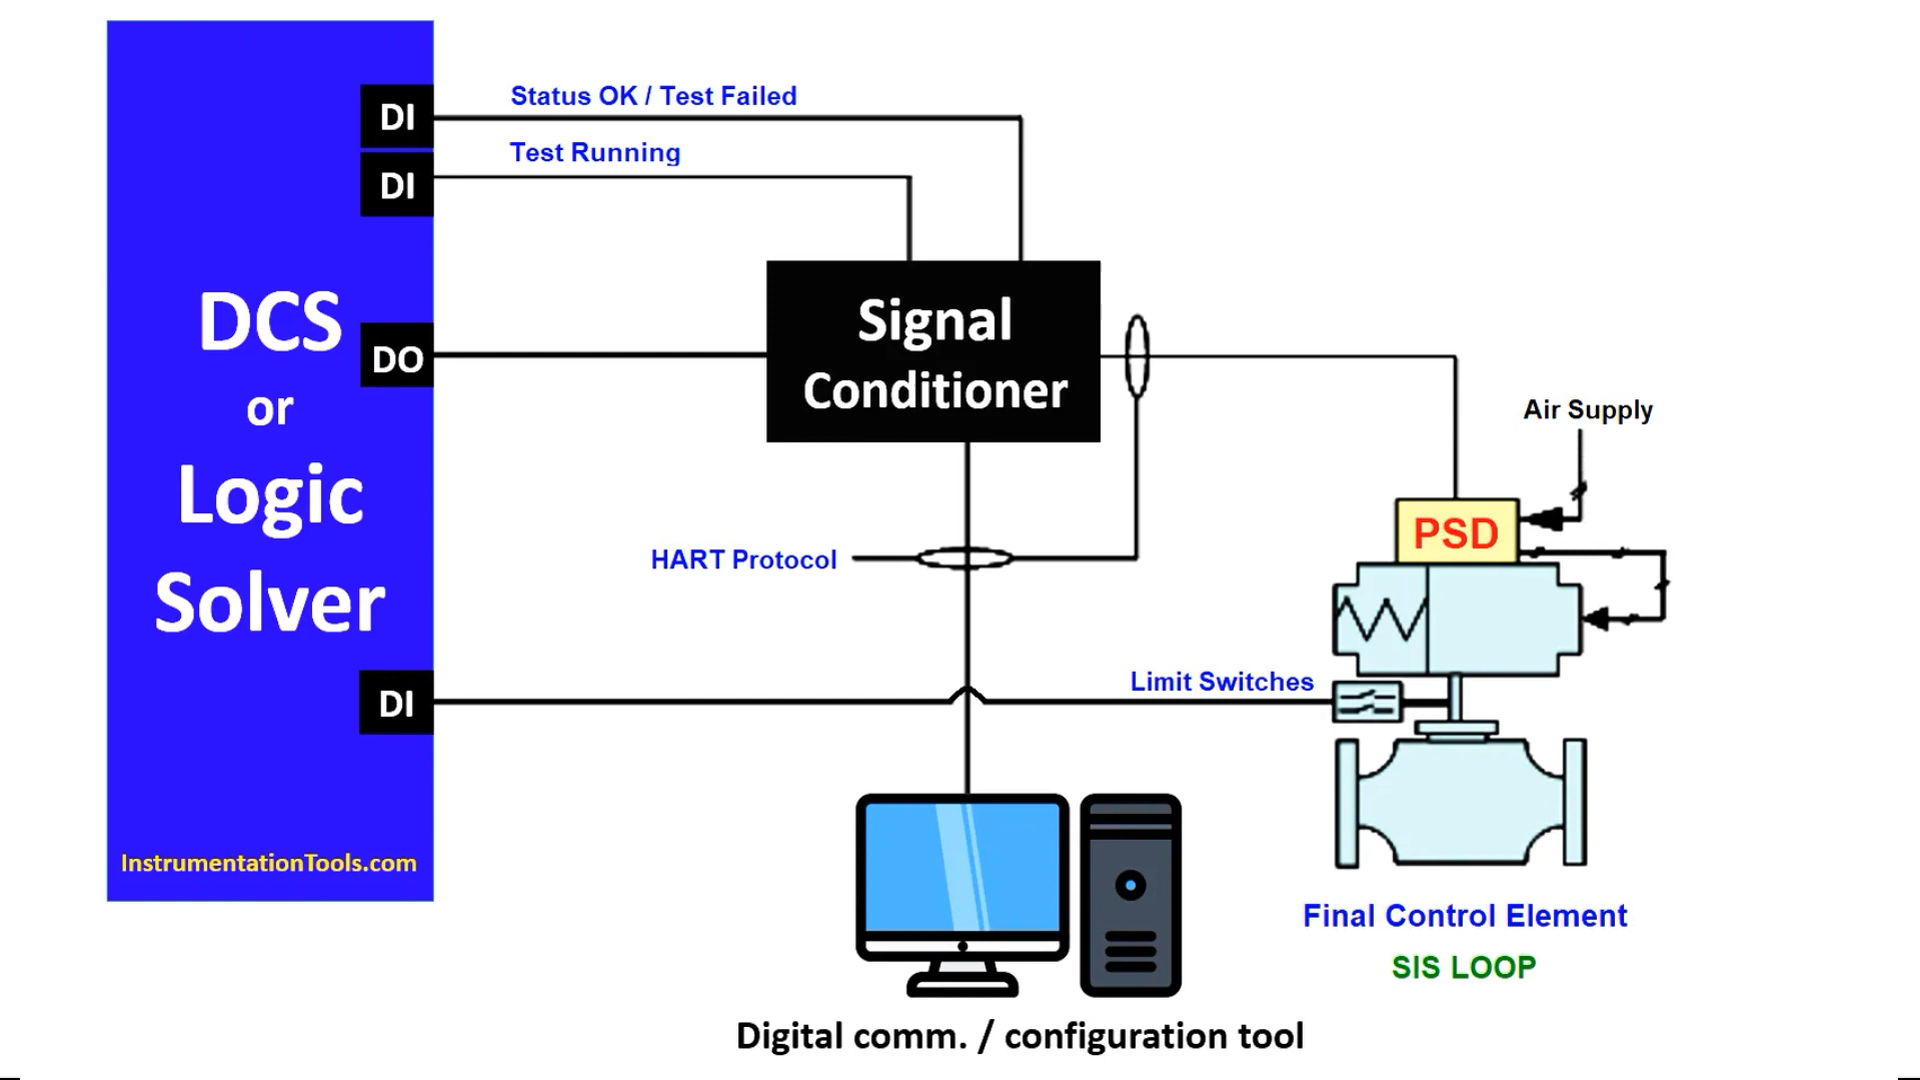 DI
Status OK / Test Failed
DI
Test Running
DCS
or
Logic
Solver
DO
Signal
Conditioner
Air Supply
PSD
HART Protocol
DI
Limit Switches
InstrumentationTools.com
Final Control Element
SIS LOOP
Digital comm. / configuration tool